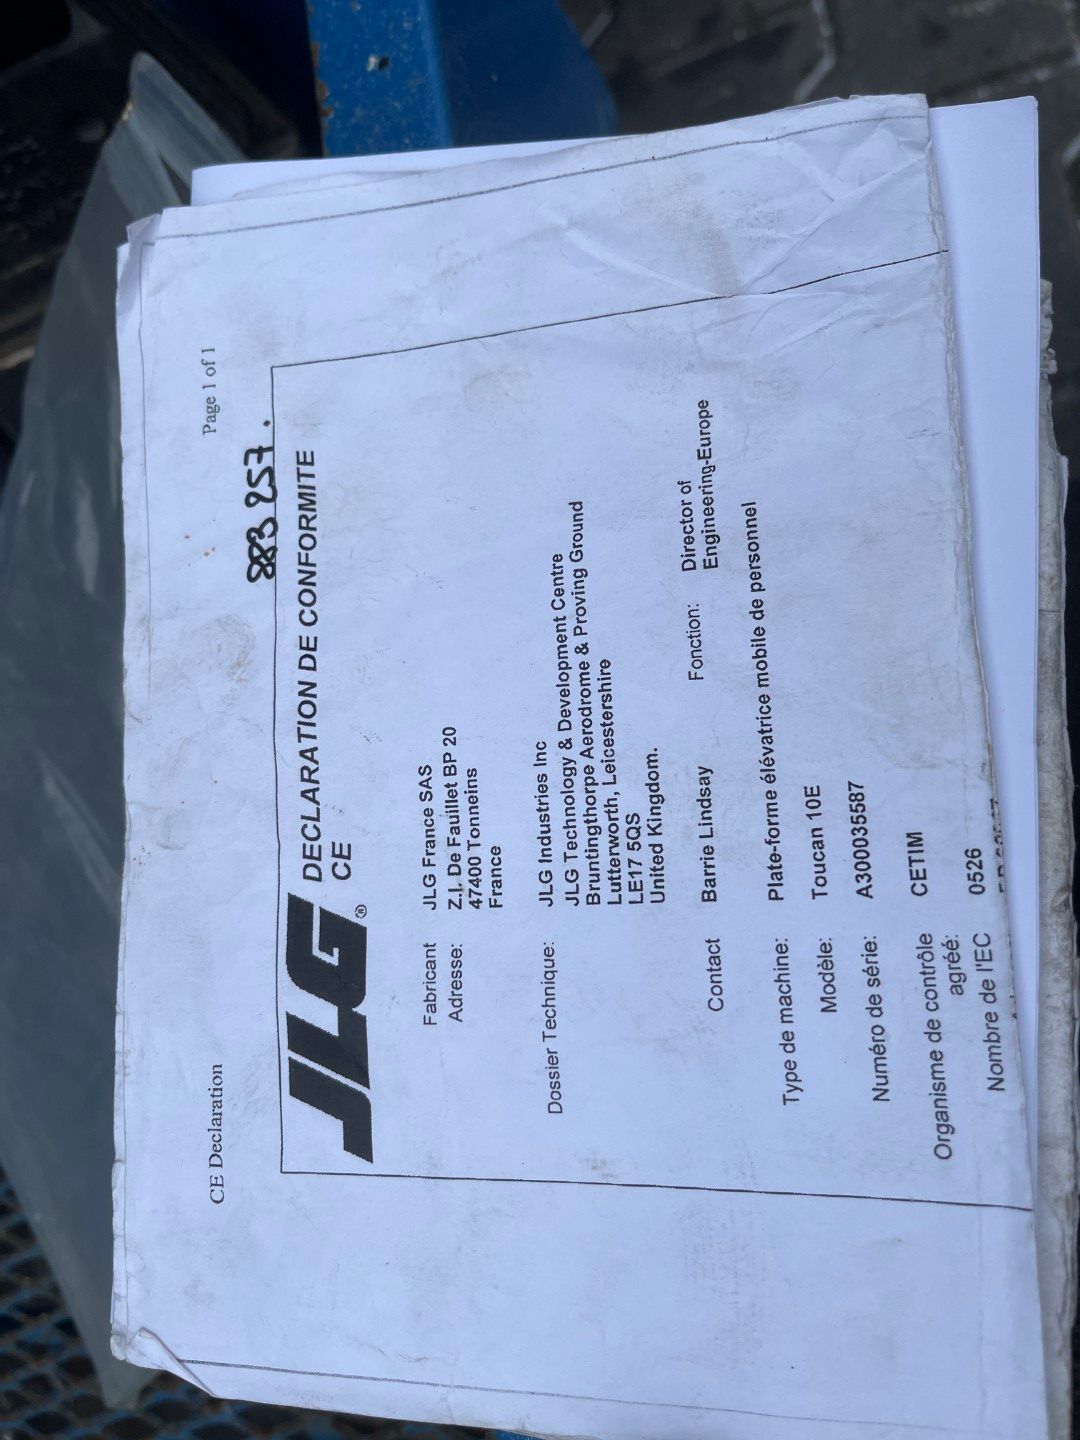 CE Declaration Page 1 of 1
883 257.
JLG® DECLARATION DE CONFORMITE
CE
Fabricant JLG France SAS
Adresse: Z.I. De Fauillet BP 20
47400 Tonneins
France
Dossier Technique: JLG Industries Inc
JLG Technology & Development Centre
Bruntingthorpe Aerodrome & Proving Ground
Lutterworth, Leicestershire
LE17 5QS
United Kingdom.
Contact Barrie Lindsay Fonction: Director of
Engineering-Europe
Type de machine: Plate-forme élévatrice mobile de personnel
Modèle: Toucan 10E
Numéro de série: A300035587
Organisme de contrôle CETIM
agréé:
Nombre de l'EC 0526